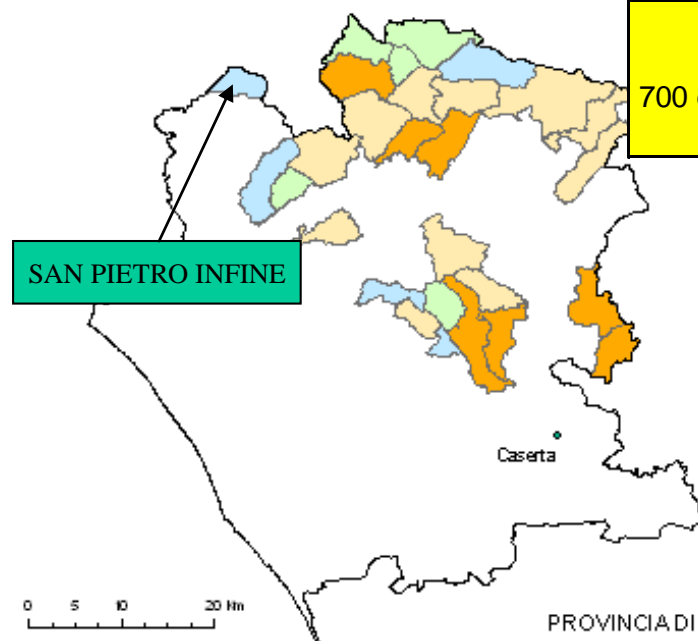 700
SAN PIETRO INFINE
Caserta
0 5 10 20 Km
PROVINCIA DI